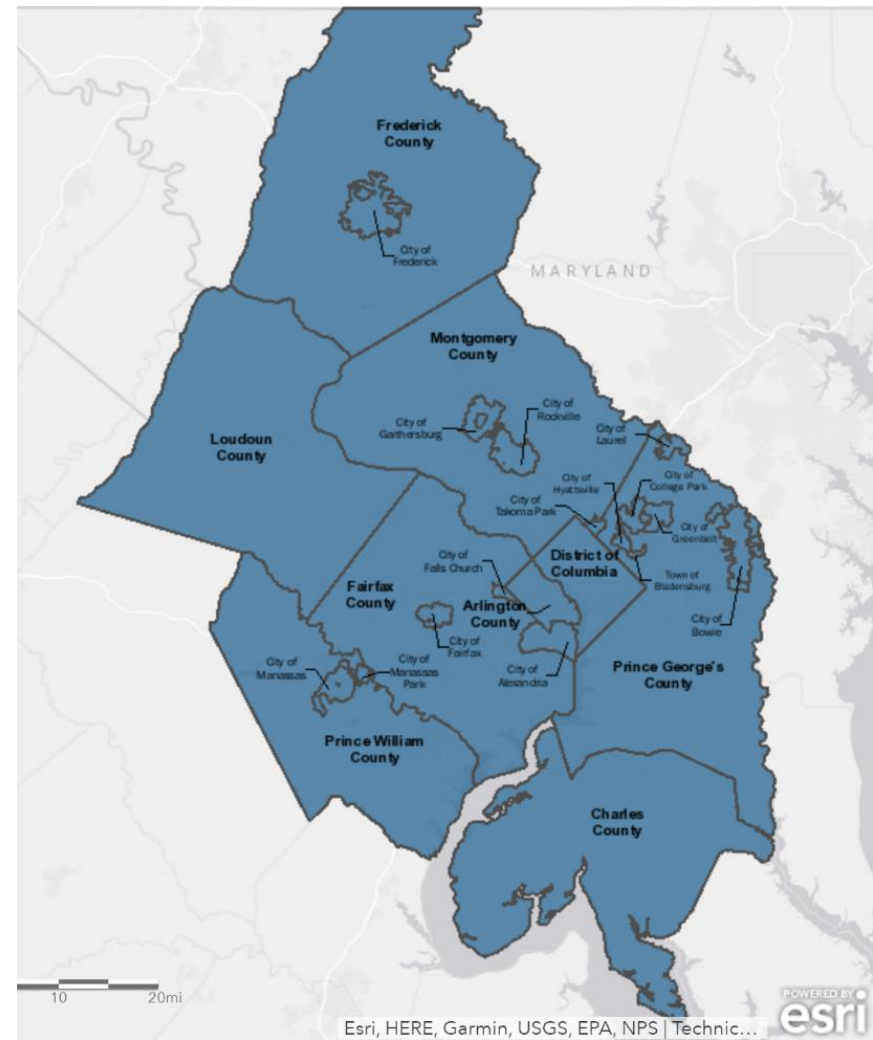 Frederick
County
City of
Frederick
MARYLAND
Montgomery
County
City of
Rockville
City of
Gaithersburg
City of
Laurel
Loudoun
County
City of
Hyattsville
City of
College Park
City of
Takoma Park
City of
Greenbelt
City of
Falls Church
District of
Columbia
Town of
Bladensburg
Fairfax
County
Arlington
County
City of
Bowie
City of
Fairfax
City of
Manassas
City of
Manassas
Park
City of
Alexandria
Prince George's
County
Prince William
County
Charles
County
10 20mi
POWERED BY
esri
Esri, HERE, Garmin, USGS, EPA, NPS | Technic...